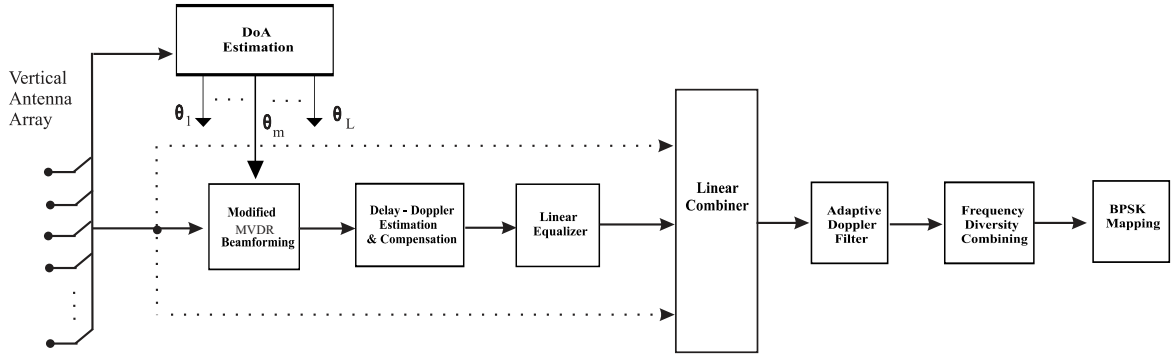 DoA
Estimation
Vertical
Antenna
Array
θ1
θm
θL
Modified
MVDR
Beamforming
Delay - Doppler
Estimation
& Compensation
Linear
Equalizer
Linear
Combiner
Adaptive
Doppler
Filter
Frequency
Diversity
Combining
BPSK
Mapping